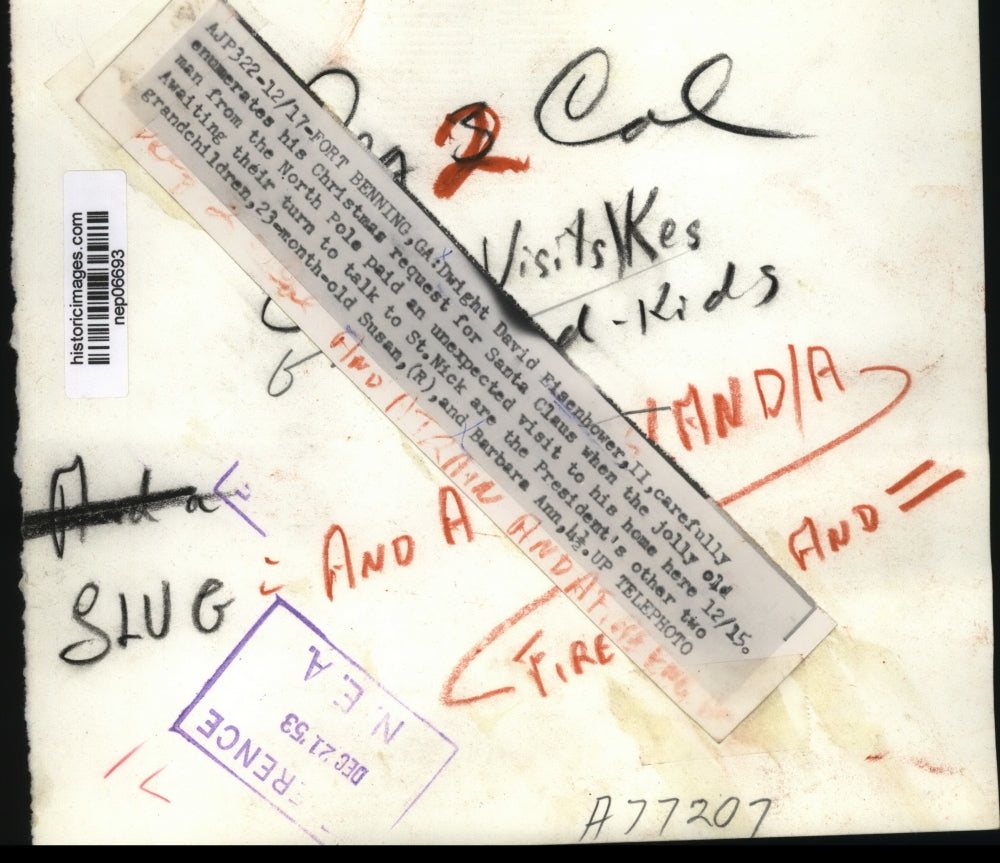 AJP322-12/17-FORT BENNING,GA:Dwight David Eisenhower,II,carefully
enumerates his Christmas request for Santa Claus when the jolly old
man from the North Pole paid an unexpected visit to his home here 12/15.
Awaiting their turn to talk to St.Nick are the President's other two
grandchildren,23-month-old Susan,(R),and Barbara Ann,4½.UP TELEPHOTO
2 Col
Visits\Kes
d-Kids
historicimages.com
nep06693
AND/A
AND A
AND "
SLUG
FIRE
RENCE
DEC 21 '53
N. E. A.
A77207